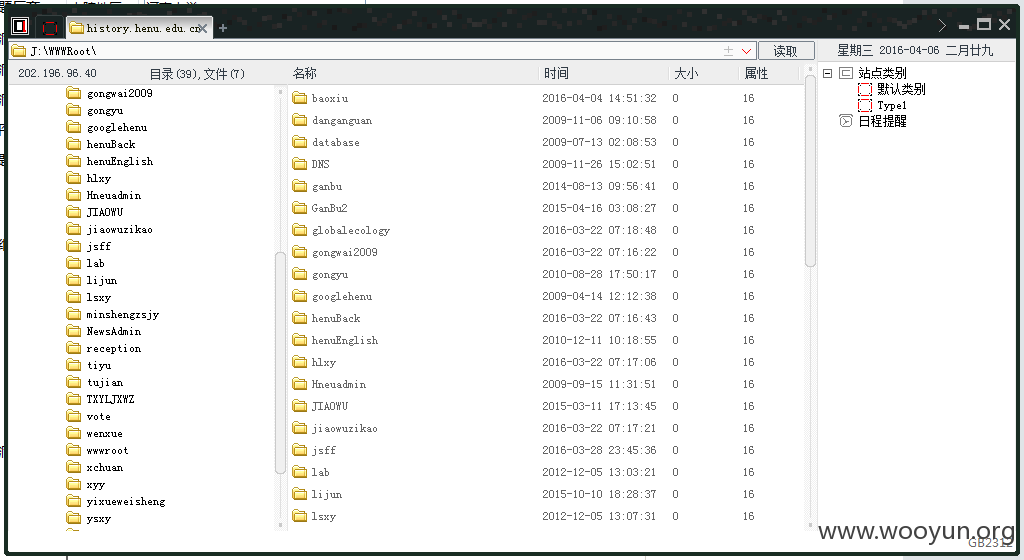 history.henu.edu.cn
J:\WWWRoot\
读取
星期三 2016-04-06 二月廿九
202.196.96.40
目录(39),文件(7)
名称 时间 大小 属性
gongwai2009
gongyu
googlehenu
henuBack
henuEnglish
hlxy
Hneuadmin
JIAOWU
jiaowuzikao
jsff
lab
lijun
lsxy
minshengzsjy
NewsAdmin
reception
tiyu
tujian
TXYLJXWZ
vote
wenxue
wwwroot
xchuan
xyy
yixueweisheng
ysxy
baoxiu 2016-04-04 14:51:32 0 16
danganguan 2009-11-06 09:10:58 0 16
database 2009-07-13 02:08:53 0 16
DNS 2009-11-26 15:02:51 0 16
ganbu 2014-08-13 09:56:41 0 16
GanBu2 2015-04-16 03:08:27 0 16
globalecology 2016-03-22 07:18:48 0 16
gongwai2009 2016-03-22 07:16:22 0 16
gongyu 2010-08-28 17:50:17 0 16
googlehenu 2009-04-14 12:12:38 0 16
henuBack 2016-03-22 07:16:43 0 16
henuEnglish 2010-12-11 10:18:55 0 16
hlxy 2016-03-22 07:17:06 0 16
Hneuadmin 2009-09-15 11:31:51 0 16
JIAOWU 2015-03-11 17:13:45 0 16
jiaowuzikao 2016-03-22 07:17:21 0 16
jsff 2016-03-28 23:45:36 0 16
lab 2012-12-05 13:03:21 0 16
lijun 2015-10-10 18:28:37 0 16
lsxy 2012-12-05 13:07:31 0 16
站点类别
默认类别
Type1
日程提醒
www.wooyun.org
GB2312